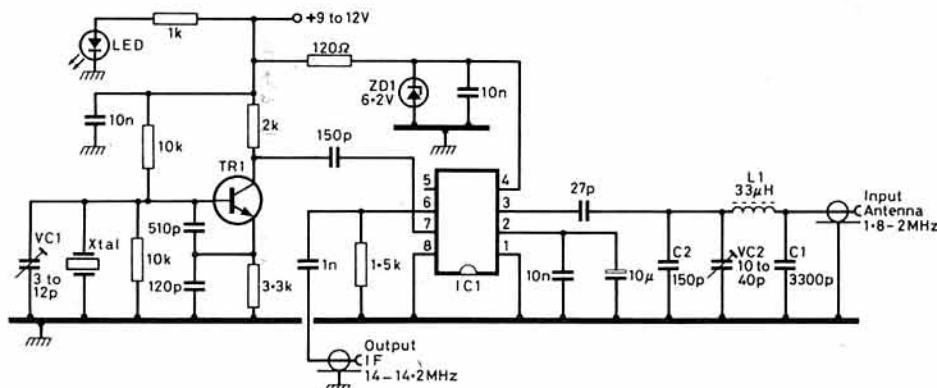 +9 to 12V
1k
LED
120Ω
ZD1
6·2V
10n
10n
10k
2k
150p
TR1
5
4
6
3
7
2
8
1
IC1
27p
L1
33µH
Input
Antenna
1·8–2MHz
VC1
3 to
12p
Xtal
10k
510p
120p
3·3k
1n
1·5k
10n
10µ
C2
150p
VC2
10 to
40p
C1
3300p
Output
IF
14–14·2MHz